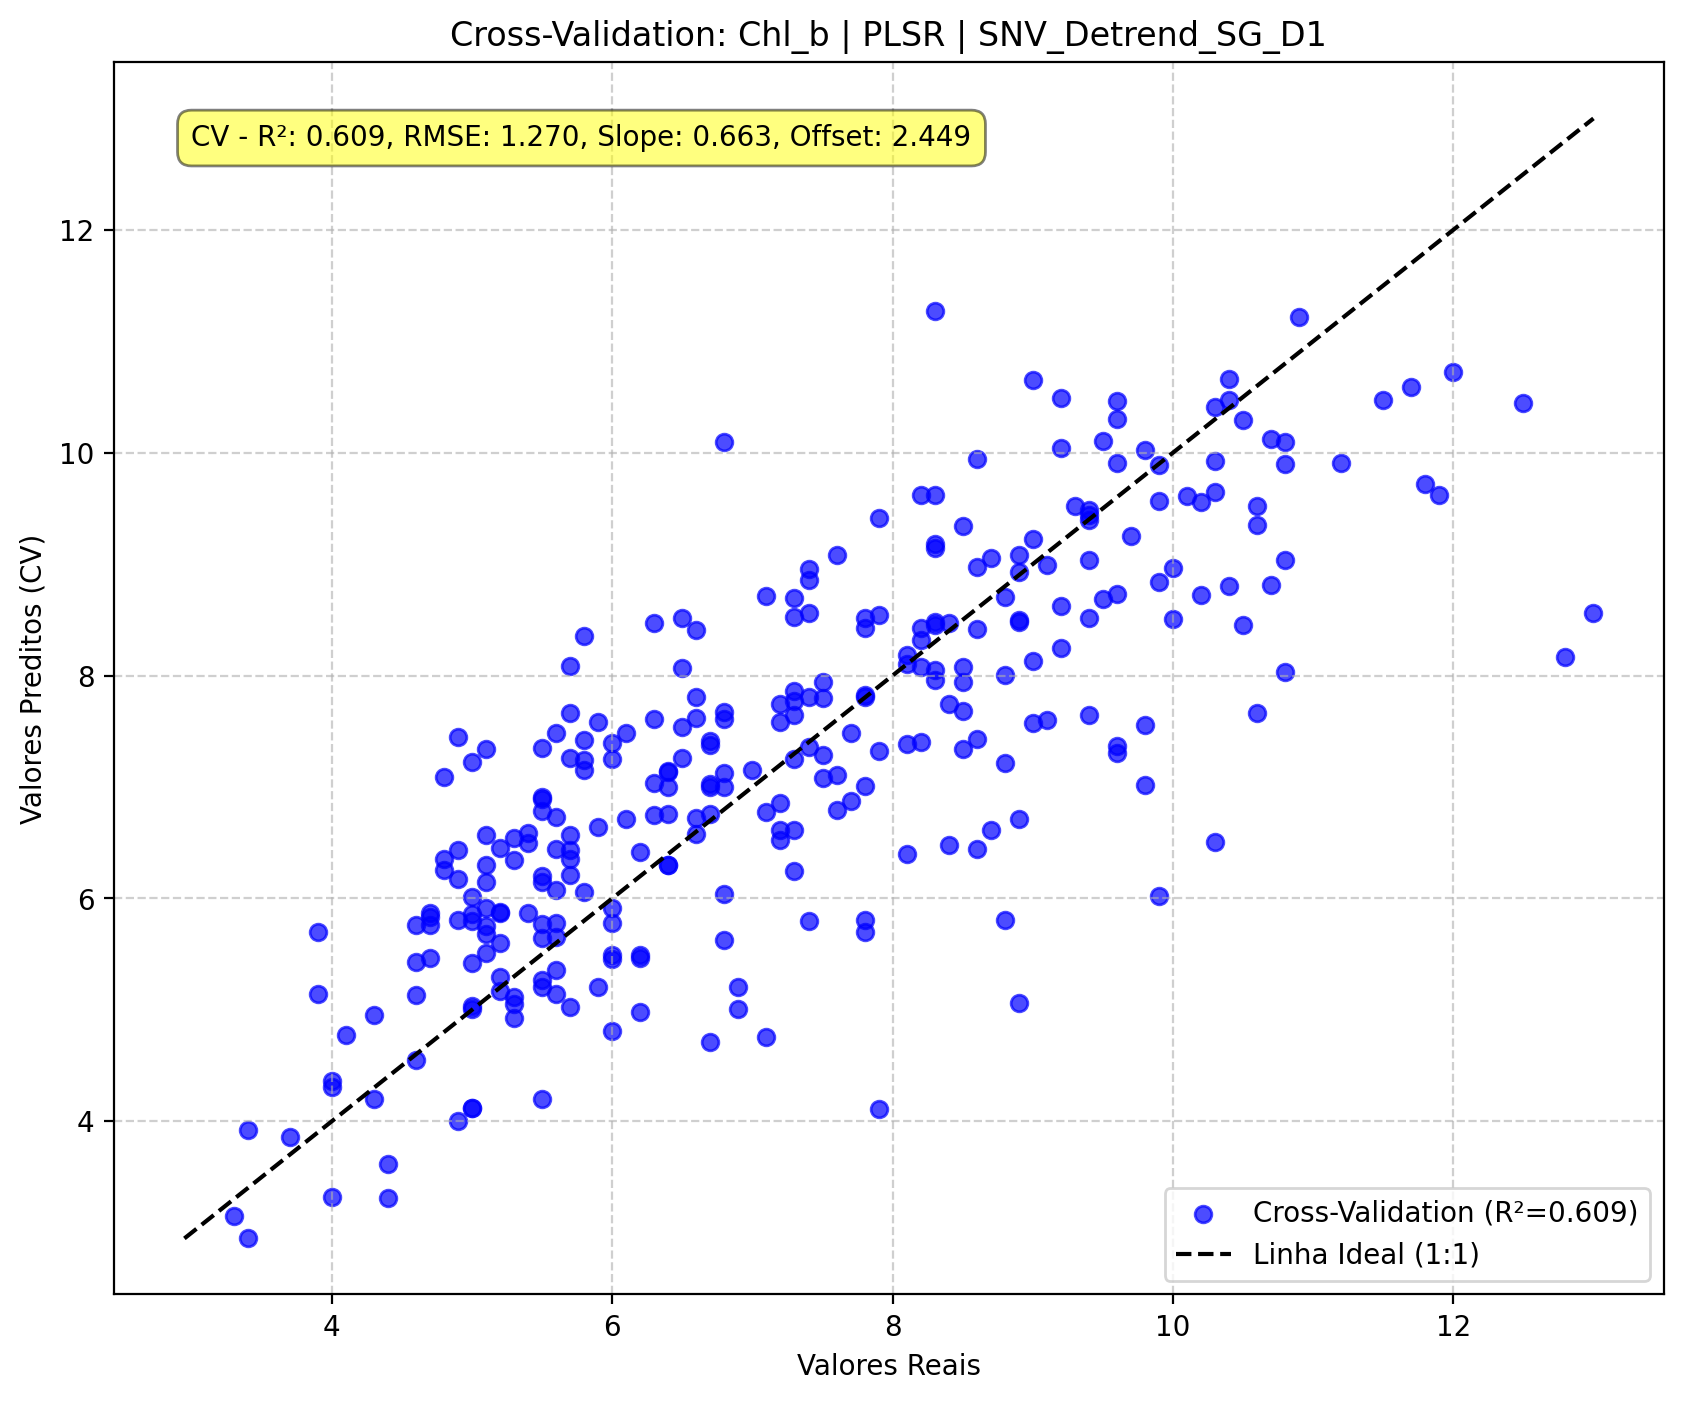 Cross-Validation: Chl_b | PLSR | SNV_Detrend_SG_D1
CV - R²: 0.609, RMSE: 1.270, Slope: 0.663, Offset: 2.449
Valores Preditos (CV)
12
10
8
6
4
Cross-Validation (R²=0.609)
Linha Ideal (1:1)
4 6 8 10 12
Valores Reais